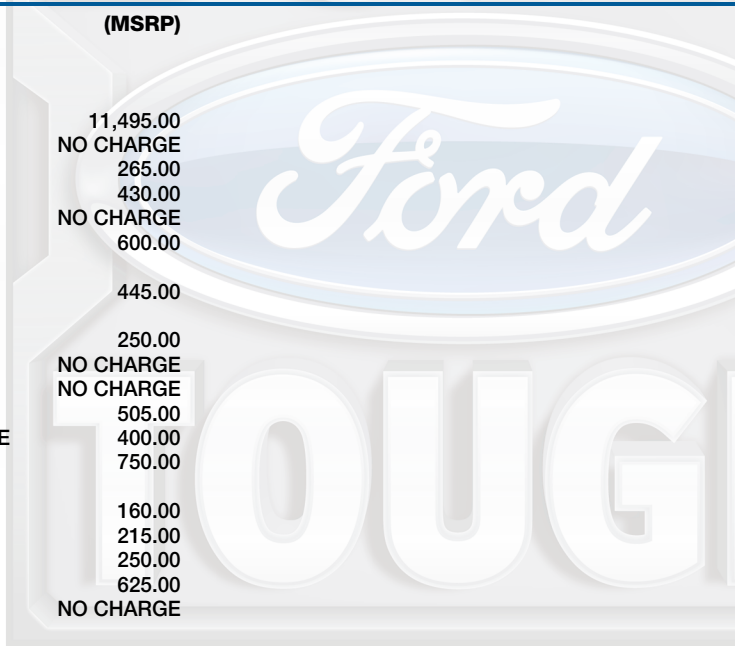 (MSRP)
11,495.00
NO CHARGE
265.00
430.00
NO CHARGE
600.00
445.00
250.00
NO CHARGE
NO CHARGE
505.00
E 400.00
750.00
160.00
215.00
250.00
625.00
NO CHARGE
Ford
TOUG